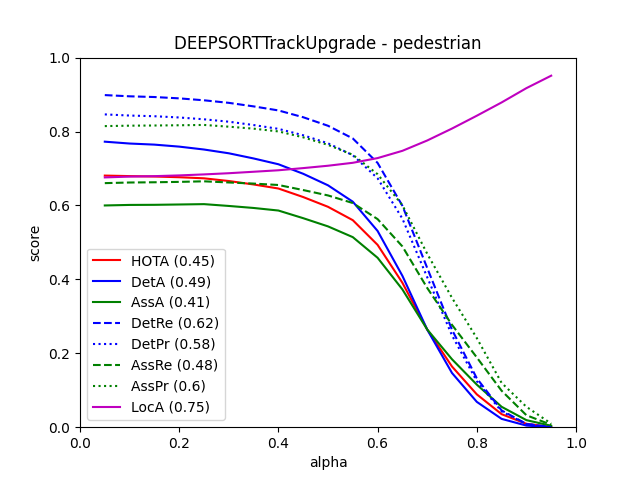 DEEPSORTTrackUpgrade - pedestrian
1.0
0.8
0.6
0.4
0.2
0.0
score
HOTA (0.45)
DetA (0.49)
AssA (0.41)
DetRe (0.62)
DetPr (0.58)
AssRe (0.48)
AssPr (0.6)
LocA (0.75)
0.0 0.2 0.4 0.6 0.8 1.0
alpha